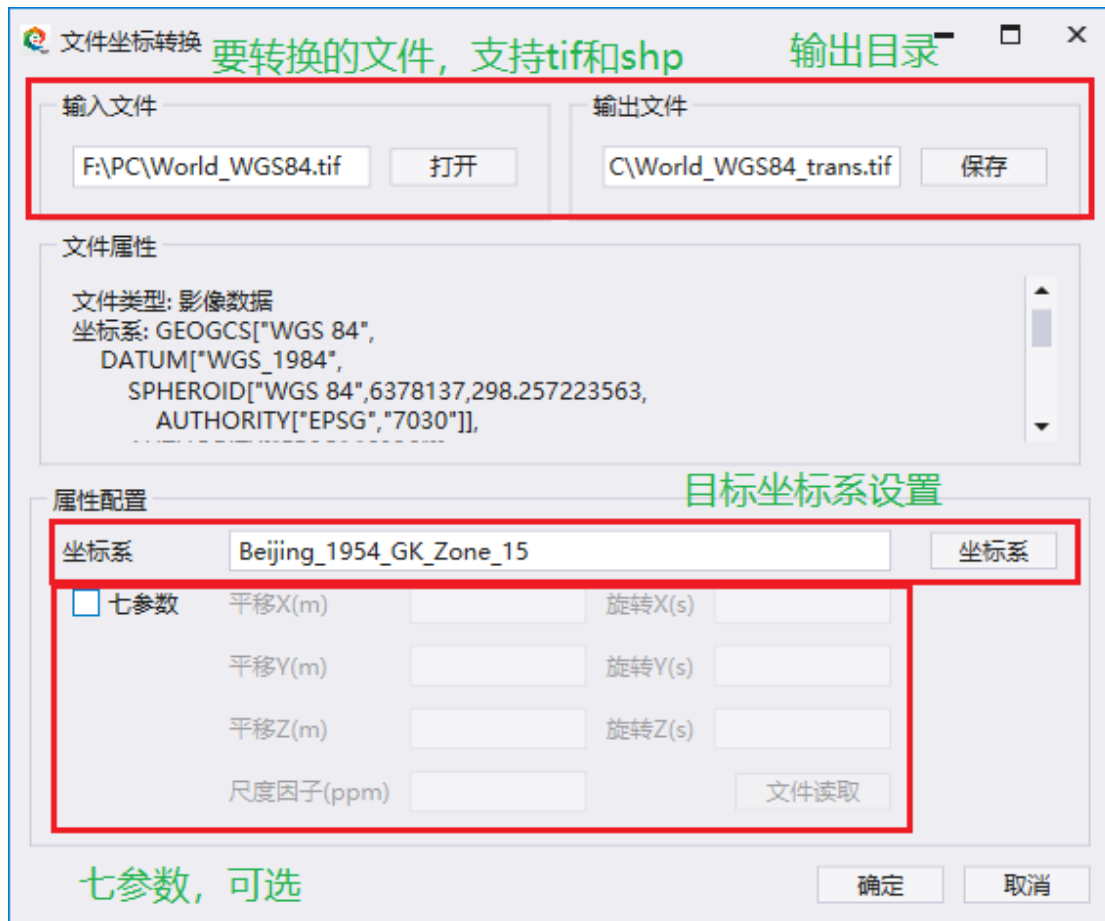 文件坐标转换
要转换的文件，支持tif和shp
输出目录
输入文件
输出文件
F:\PC\World_WGS84.tif
打开
C\World_WGS84_trans.tif
保存
文件属性
文件类型: 影像数据
坐标系: GEOGCS["WGS 84",
DATUM["WGS_1984",
SPHEROID["WGS 84",6378137,298.257223563,
AUTHORITY["EPSG","7030"]],
目标坐标系设置
属性配置
坐标系
Beijing_1954_GK_Zone_15
坐标系
七参数
平移X(m)
旋转X(s)
平移Y(m)
旋转Y(s)
平移Z(m)
旋转Z(s)
尺度因子(ppm)
文件读取
七参数，可选
确定
取消